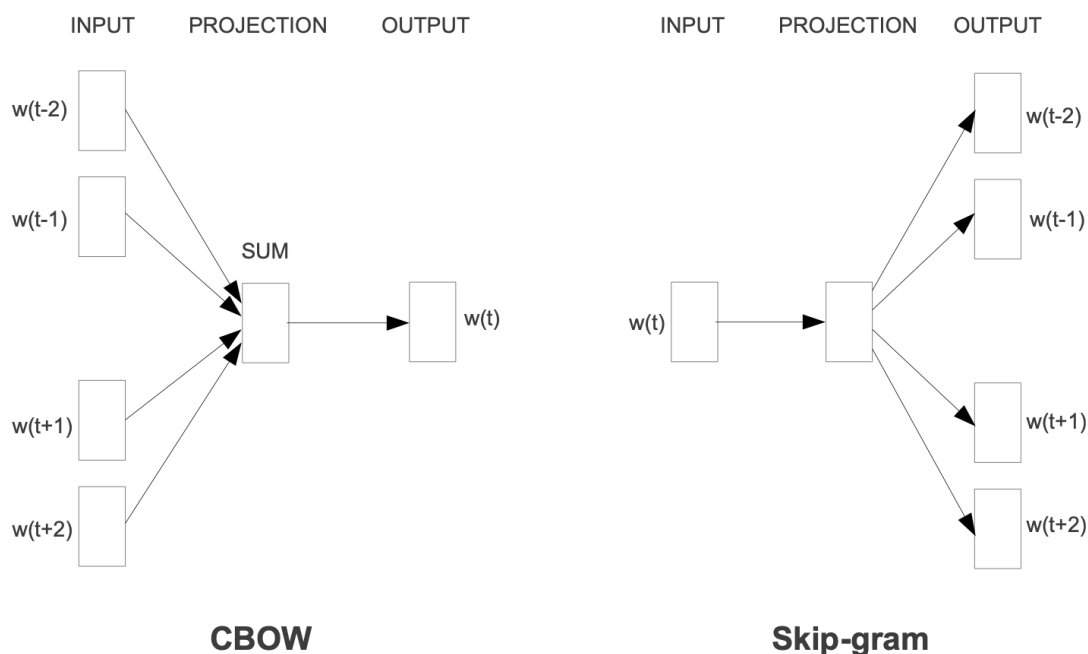 INPUT PROJECTION OUTPUT
w(t-2)
w(t-1)
SUM
w(t)
w(t+1)
w(t+2)
CBOW
INPUT PROJECTION OUTPUT
w(t-2)
w(t-1)
w(t)
w(t+1)
w(t+2)
Skip-gram